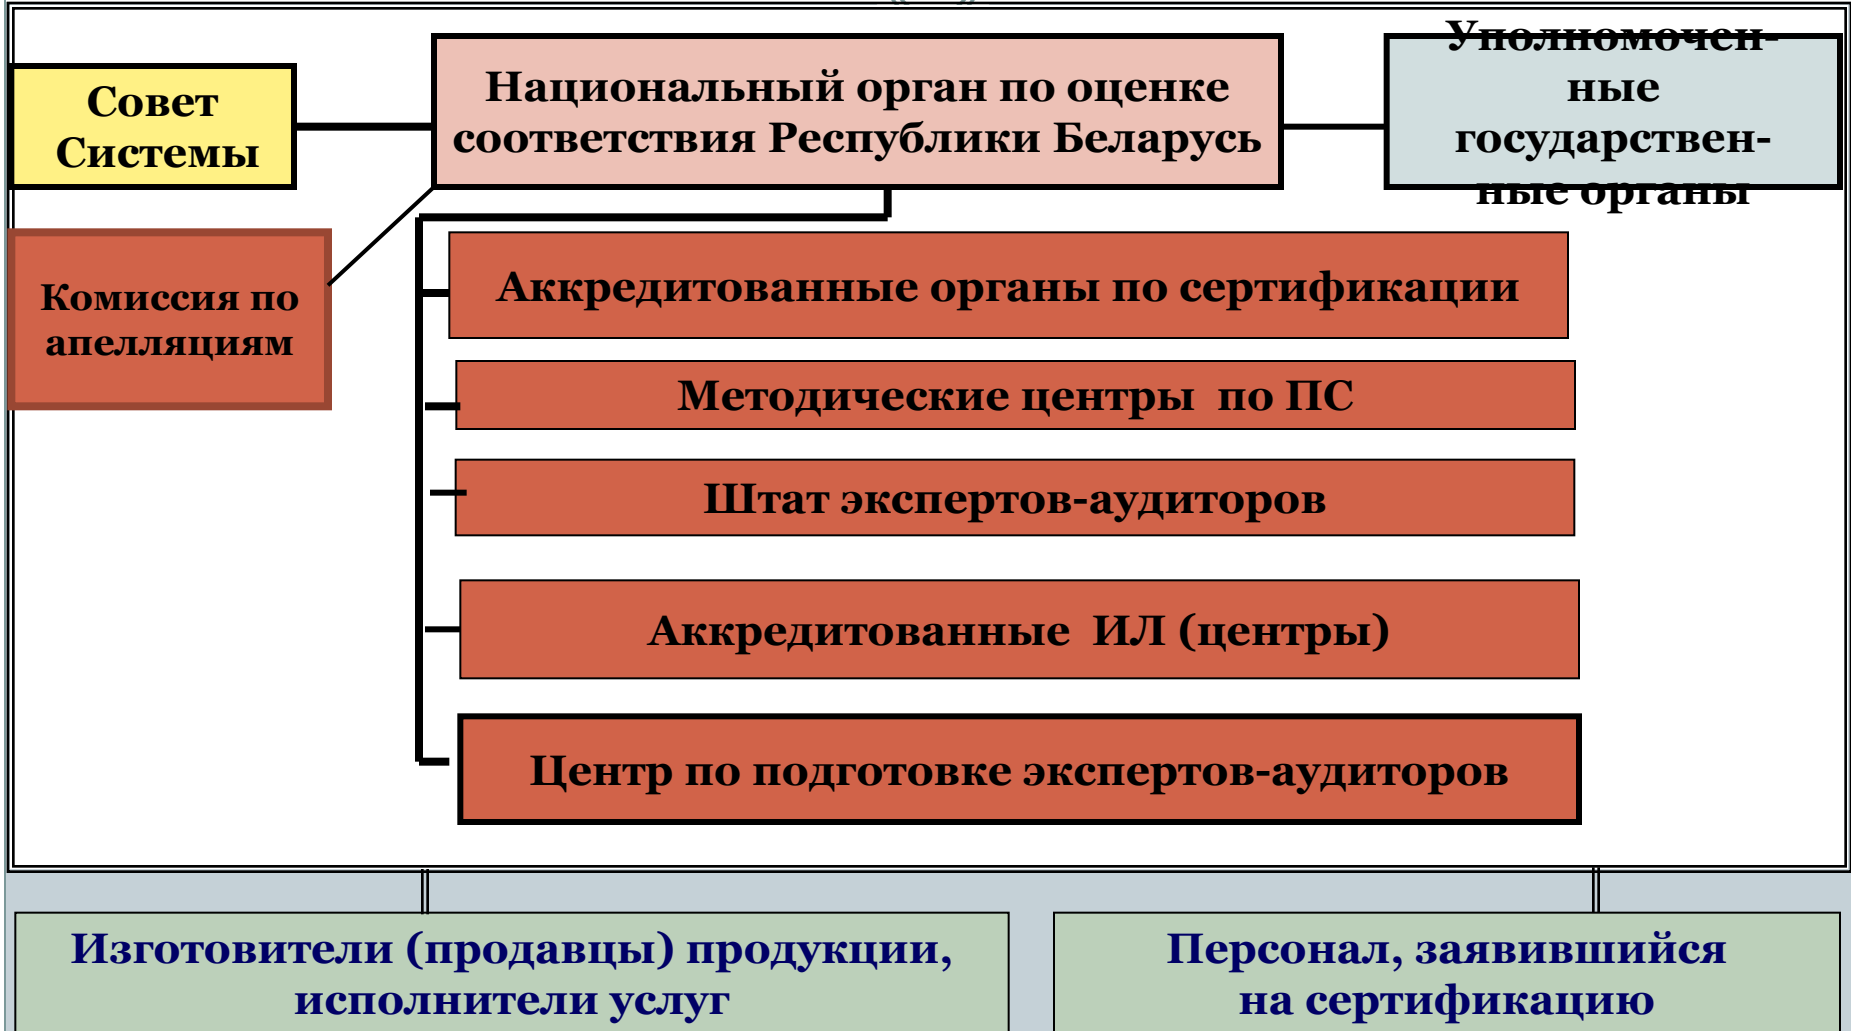 Совет
Системы
Национальный орган по оценке
соответствия Республики Беларусь
Уполномочен-
ные
государствен-
ные органы
Комиссия по
апелляциям
Аккредитованные органы по сертификации
Методические центры по ПС
Штат экспертов-аудиторов
Аккредитованные ИЛ (центры)
Центр по подготовке экспертов-аудиторов
Изготовители (продавцы) продукции,
исполнители услуг
Персонал, заявившийся
на сертификацию